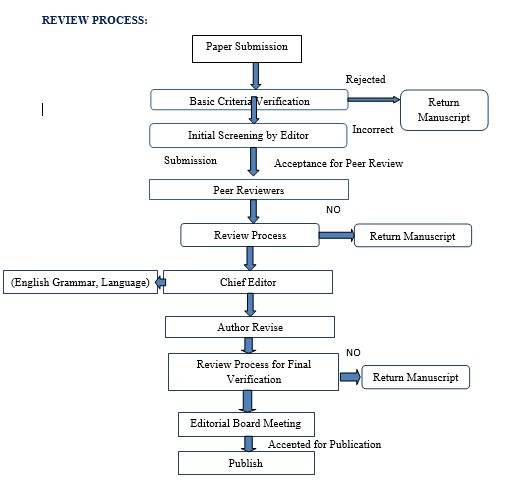 REVIEW PROCESS:
Paper Submission
Rejected
Basic Criteria Verification
Return
Manuscript
Initial Screening by Editor
Incorrect
Submission
Acceptance for Peer Review
Peer Reviewers
NO
Review Process
Return Manuscript
(English Grammar, Language)
Chief Editor
Author Revise
NO
Review Process for Final
Verification
Return Manuscript
Editorial Board Meeting
Accepted for Publication
Publish